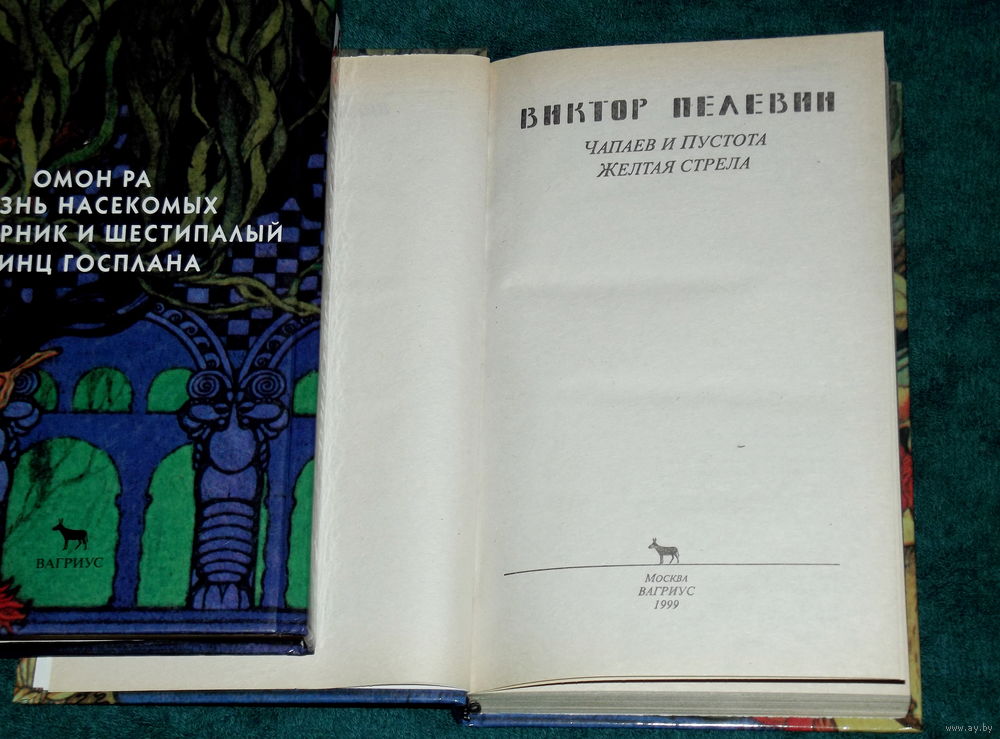 ОМОН РА
ЗНЬ НАСЕКОМЫХ
РНИК И ШЕСТИПАЛЫЙ
ИНЦ ГОСПЛАНА
ВАГРИУС
ВИКТОР ПЕЛЕВИН
ЧАПАЕВ И ПУСТОТА
ЖЕЛТАЯ СТРЕЛА
МОСКВА
ВАГРИУС
1999
www.ay.by